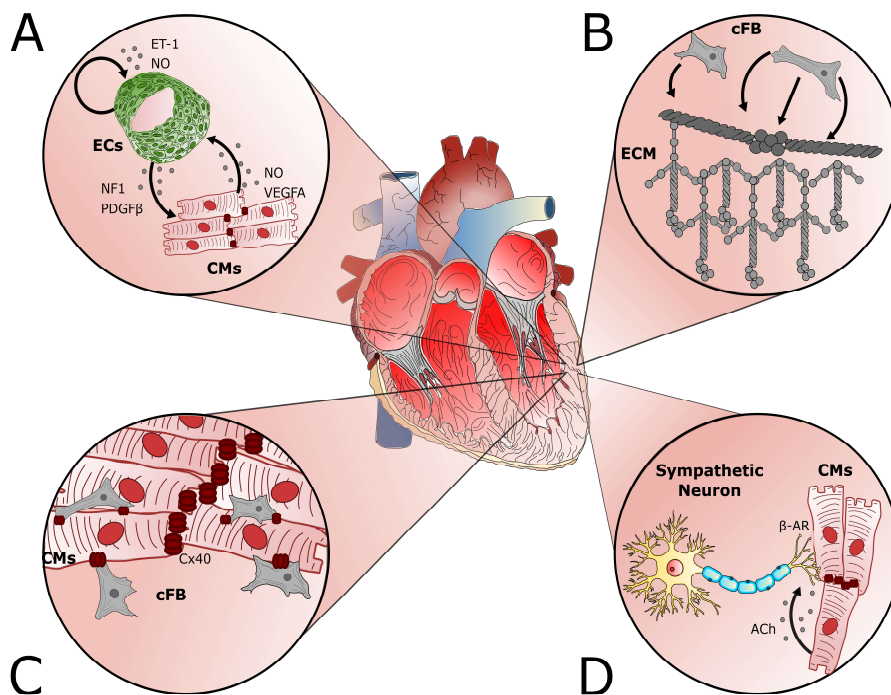 A
ET-1
NO
ECs
NF1
PDGFβ
NO
VEGFA
CMs
B
cFB
ECM
C
CMs
Cx40
cFB
D
Sympathetic
Neuron
CMs
β-AR
ACh